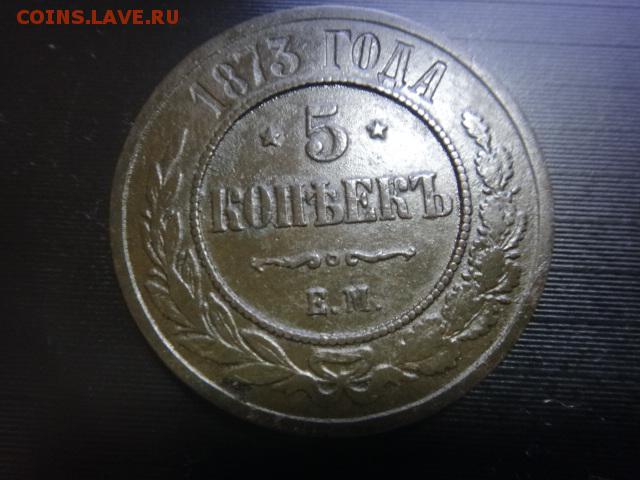 COINS.LAVE.RU
1873 ГОДА
5
КОПѢЕКЪ
Е.М.